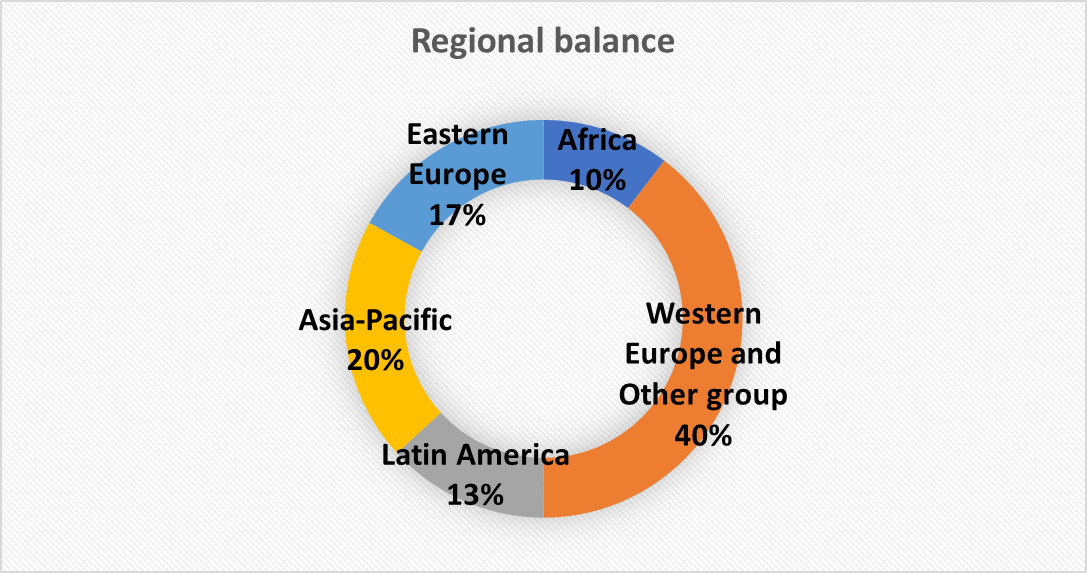 Regional balance
Eastern
Europe
17%
Africa
10%
Western
Europe and
Other group
40%
Asia-Pacific
20%
Latin America
13%